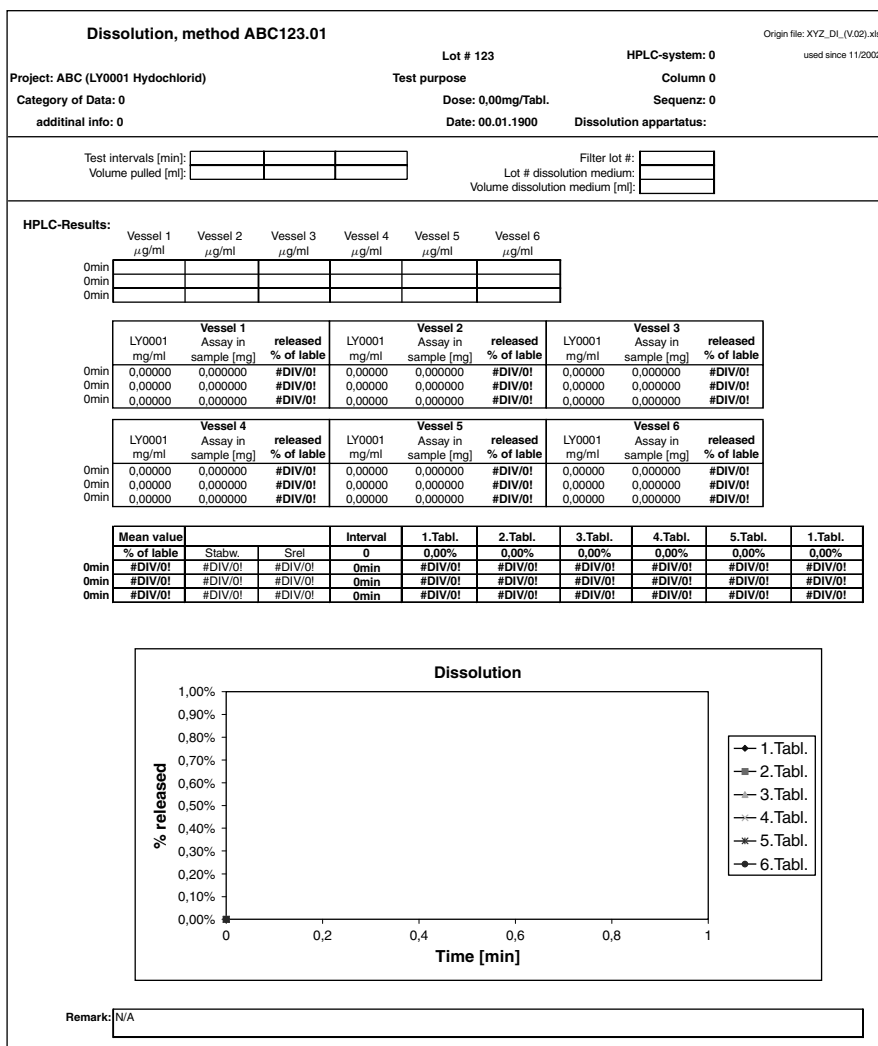 Dissolution, method ABC123.01
Origin file: XYZ_DI_(V.02).xls
Lot # 123 HPLC-system: 0 used since 11/2002
Project: ABC (LY0001 Hydochlorid) Test purpose Column 0
Category of Data: 0 Dose: 0,00mg/Tabl. Sequenz: 0
additinal info: 0 Date: 00.01.1900 Dissolution appartatus:
Test intervals [min]: Filter lot #:
Volume pulled [ml]: Lot # dissolution medium:
Volume dissolution medium [ml]:
HPLC-Results:
Vessel 1 Vessel 2 Vessel 3 Vessel 4 Vessel 5 Vessel 6
μg/ml μg/ml μg/ml μg/ml μg/ml μg/ml
0min
0min
0min
Vessel 1 Vessel 2 Vessel 3
LY0001 Assay in released LY0001 Assay in released LY0001 Assay in released
mg/ml sample [mg] % of lable mg/ml sample [mg] % of lable mg/ml sample [mg] % of lable
0min 0,00000 0,000000 #DIV/0! 0,00000 0,000000 #DIV/0! 0,00000 0,000000 #DIV/0!
0min 0,00000 0,000000 #DIV/0! 0,00000 0,000000 #DIV/0! 0,00000 0,000000 #DIV/0!
0min 0,00000 0,000000 #DIV/0! 0,00000 0,000000 #DIV/0! 0,00000 0,000000 #DIV/0!
Vessel 4 Vessel 5 Vessel 6
LY0001 Assay in released LY0001 Assay in released LY0001 Assay in released
mg/ml sample [mg] % of lable mg/ml sample [mg] % of lable mg/ml sample [mg] % of lable
0min 0,00000 0,000000 #DIV/0! 0,00000 0,000000 #DIV/0! 0,00000 0,000000 #DIV/0!
0min 0,00000 0,000000 #DIV/0! 0,00000 0,000000 #DIV/0! 0,00000 0,000000 #DIV/0!
0min 0,00000 0,000000 #DIV/0! 0,00000 0,000000 #DIV/0! 0,00000 0,000000 #DIV/0!
Mean value Interval 1.Tabl. 2.Tabl. 3.Tabl. 4.Tabl. 5.Tabl. 1.Tabl.
% of lable Stabw. Srel 0 0,00% 0,00% 0,00% 0,00% 0,00% 0,00%
0min #DIV/0! #DIV/0! #DIV/0! 0min #DIV/0! #DIV/0! #DIV/0! #DIV/0! #DIV/0! #DIV/0!
0min #DIV/0! #DIV/0! #DIV/0! 0min #DIV/0! #DIV/0! #DIV/0! #DIV/0! #DIV/0! #DIV/0!
0min #DIV/0! #DIV/0! #DIV/0! 0min #DIV/0! #DIV/0! #DIV/0! #DIV/0! #DIV/0! #DIV/0!
Dissolution
1,00%
0,90%
0,80%
0,70%
0,60%
0,50%
0,40%
0,30%
0,20%
0,10%
0,00%
% released
0 0,2 0,4 0,6 0,8 1
Time [min]
1.Tabl.
2.Tabl.
3.Tabl.
4.Tabl.
5.Tabl.
6.Tabl.
Remark: N/A